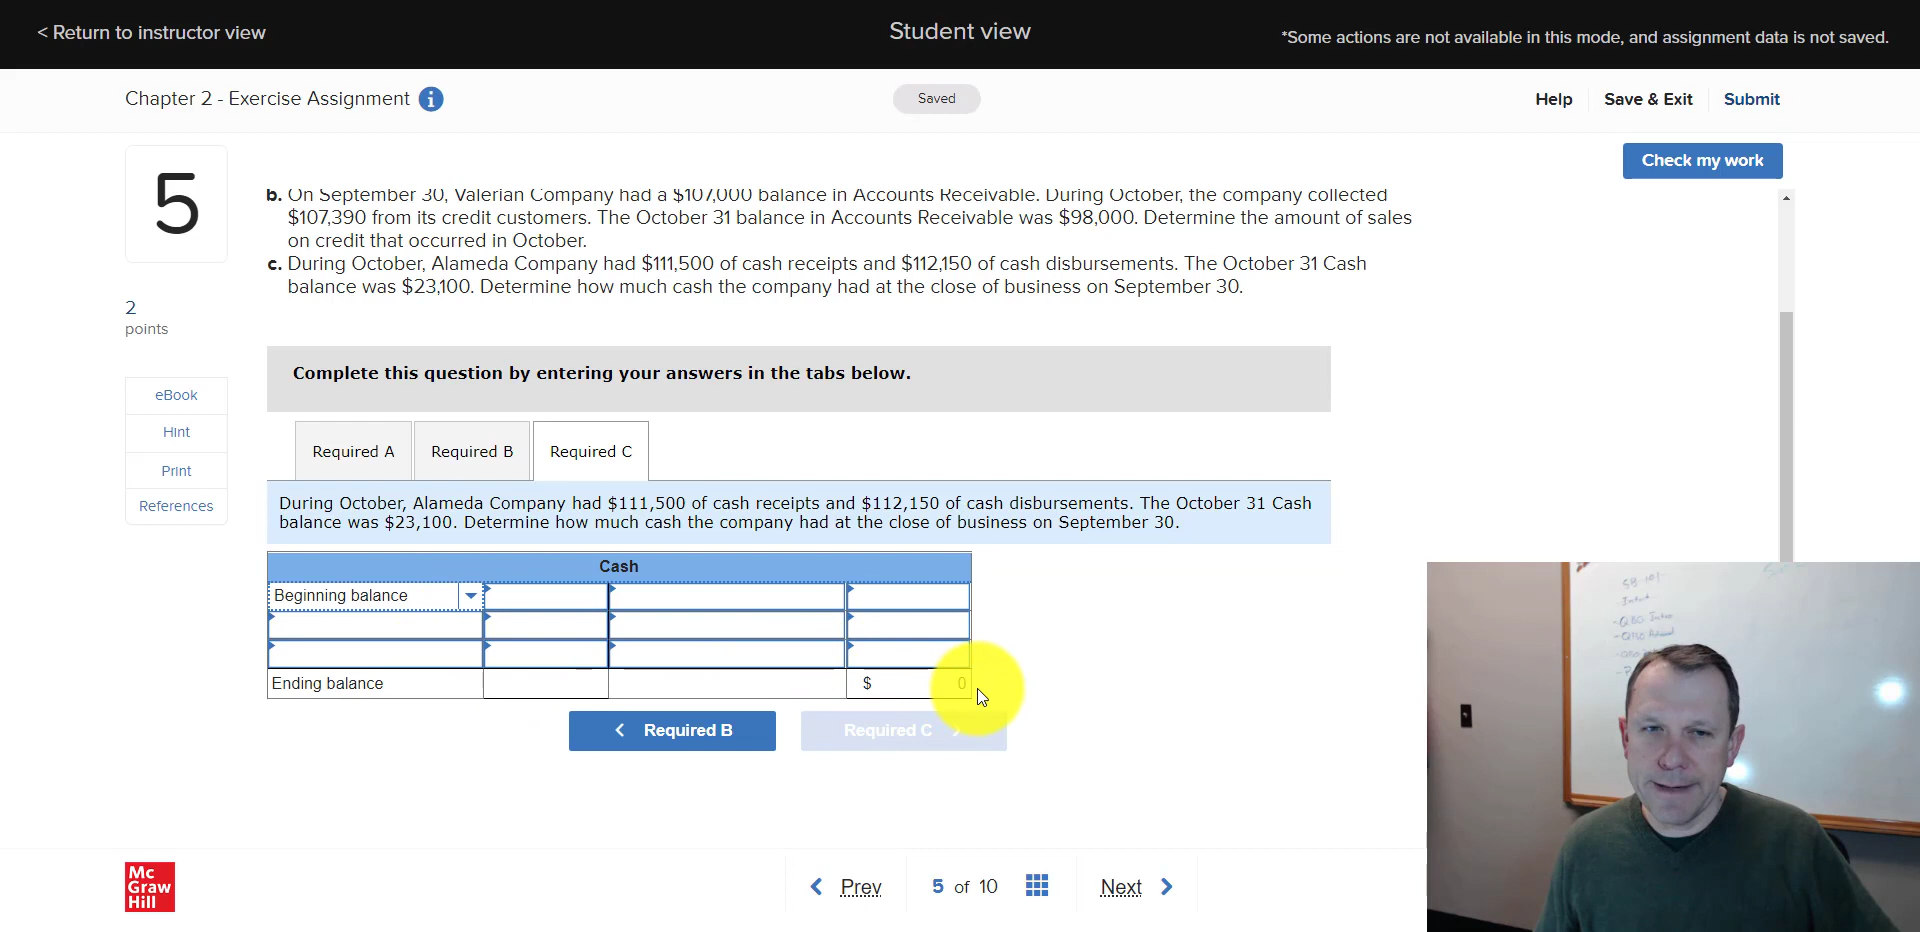 < Return to instructor view
Student view
*Some actions are not available in this mode, and assignment data is not saved.
Chapter 2 - Exercise Assignment i
Saved
Help
Save & Exit
Submit
5
Check my work
b. On September 30, Valerian Company had a $107,000 balance in Accounts Receivable. During October, the company collected
$107,390 from its credit customers. The October 31 balance in Accounts Receivable was $98,000. Determine the amount of sales
on credit that occurred in October.
c. During October, Alameda Company had $111,500 of cash receipts and $112,150 of cash disbursements. The October 31 Cash
balance was $23,100. Determine how much cash the company had at the close of business on September 30.
2
points
eBook
Hint
Print
References
Complete this question by entering your answers in the tabs below.
Required A
Required B
Required C
During October, Alameda Company had $111,500 of cash receipts and $112,150 of cash disbursements. The October 31 Cash
balance was $23,100. Determine how much cash the company had at the close of business on September 30.
Cash
Beginning balance
Ending balance
$ 0
< Required B
Required C >
Mc
Graw
Hill
< Prev
5 of 10
Next >